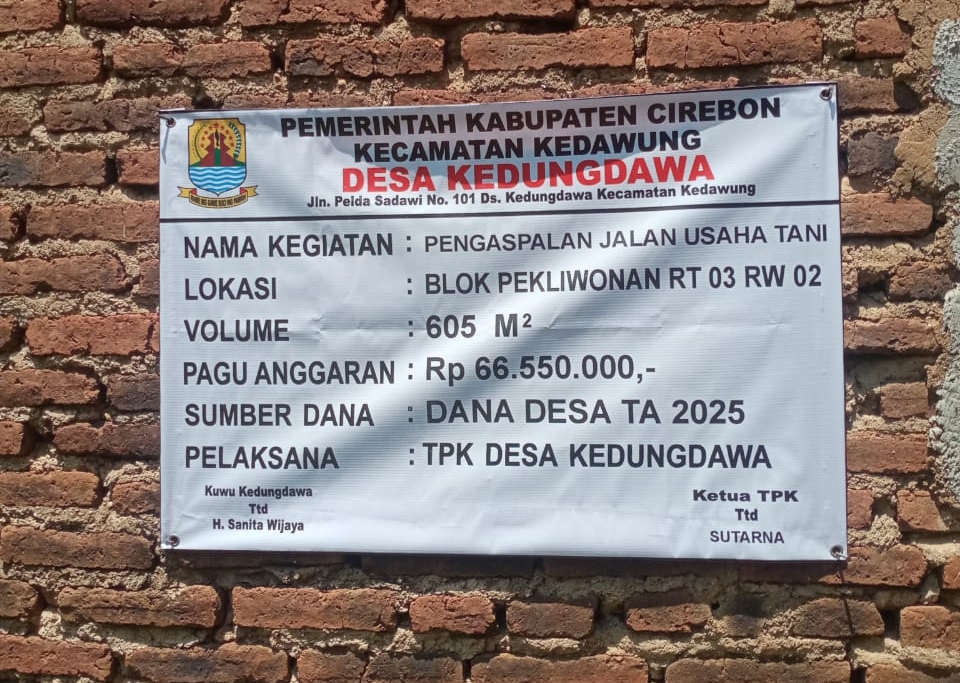 PEMERINTAH KABUPATEN CIREBON
KECAMATAN KEDAWUNG
DESA KEDUNGDAWA
Jln. Pelda Sadawi No. 101 Ds. Kedungdawa Kecamatan Kedawung
NAMA KEGIATAN : PENGASPALAN JALAN USAHA TANI
LOKASI : BLOK PEKLIWONAN RT 03 RW 02
VOLUME : 605 M²
PAGU ANGGARAN : Rp 66.550.000,-
SUMBER DANA : DANA DESA TA 2025
PELAKSANA : TPK DESA KEDUNGDAWA
Kuwu Kedungdawa
Ttd
H. Sanita Wijaya
Ketua TPK
Ttd
SUTARNA